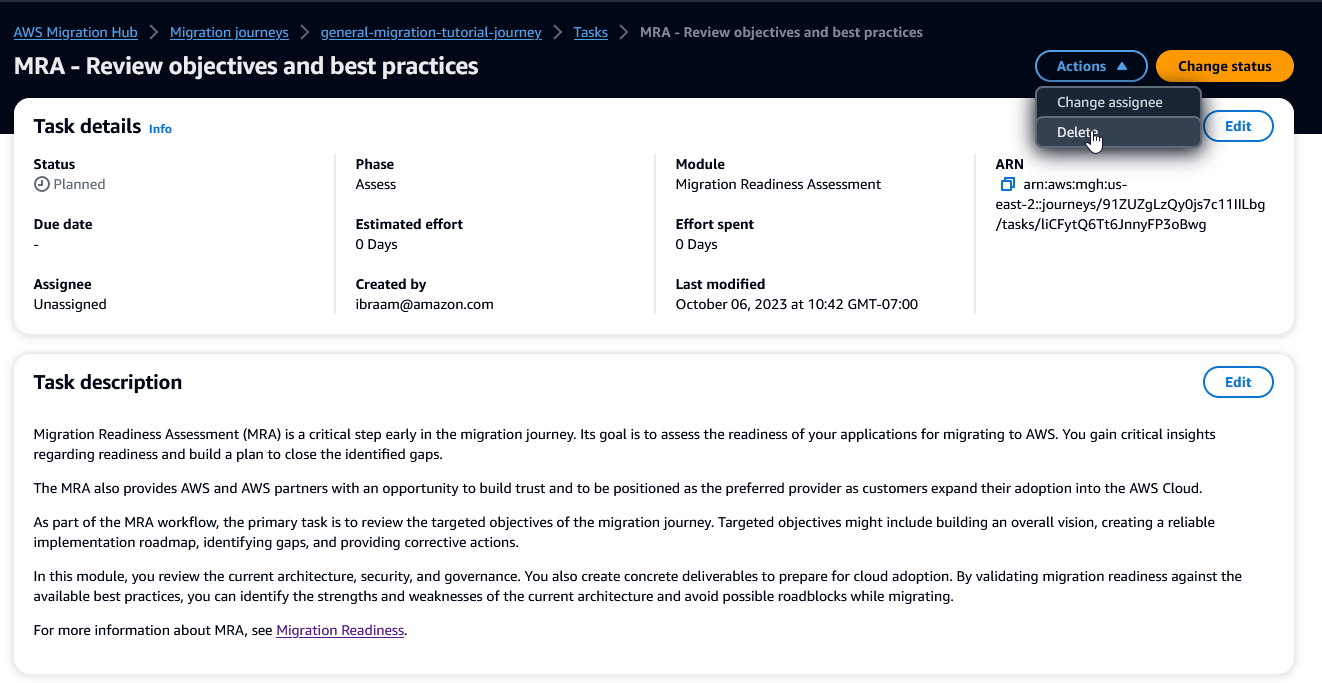 AWS Migration Hub > Migration journeys > general-migration-tutorial-journey > Tasks > MRA - Review objectives and best practices
MRA - Review objectives and best practices
Actions
Change status
Change assignee
Delete
Task details Info
Edit
Status
Planned
Due date
-
Assignee
Unassigned
Phase
Assess
Estimated effort
0 Days
Created by
ibraam@amazon.com
Module
Migration Readiness Assessment
Effort spent
0 Days
Last modified
October 06, 2023 at 10:42 GMT-07:00
ARN
arn:aws:mgh:us-
east-2::journeys/91ZUZgLzQy0js7c11IILbg
/tasks/liCFytQ6Tt6JnnyFP3oBwg
Task description
Edit
Migration Readiness Assessment (MRA) is a critical step early in the migration journey. Its goal is to assess the readiness of your applications for migrating to AWS. You gain critical insights
regarding readiness and build a plan to close the identified gaps.
The MRA also provides AWS and AWS partners with an opportunity to build trust and to be positioned as the preferred provider as customers expand their adoption into the AWS Cloud.
As part of the MRA workflow, the primary task is to review the targeted objectives of the migration journey. Targeted objectives might include building an overall vision, creating a reliable
implementation roadmap, identifying gaps, and providing corrective actions.
In this module, you review the current architecture, security, and governance. You also create concrete deliverables to prepare for cloud adoption. By validating migration readiness against the
available best practices, you can identify the strengths and weaknesses of the current architecture and avoid possible roadblocks while migrating.
For more information about MRA, see Migration Readiness.